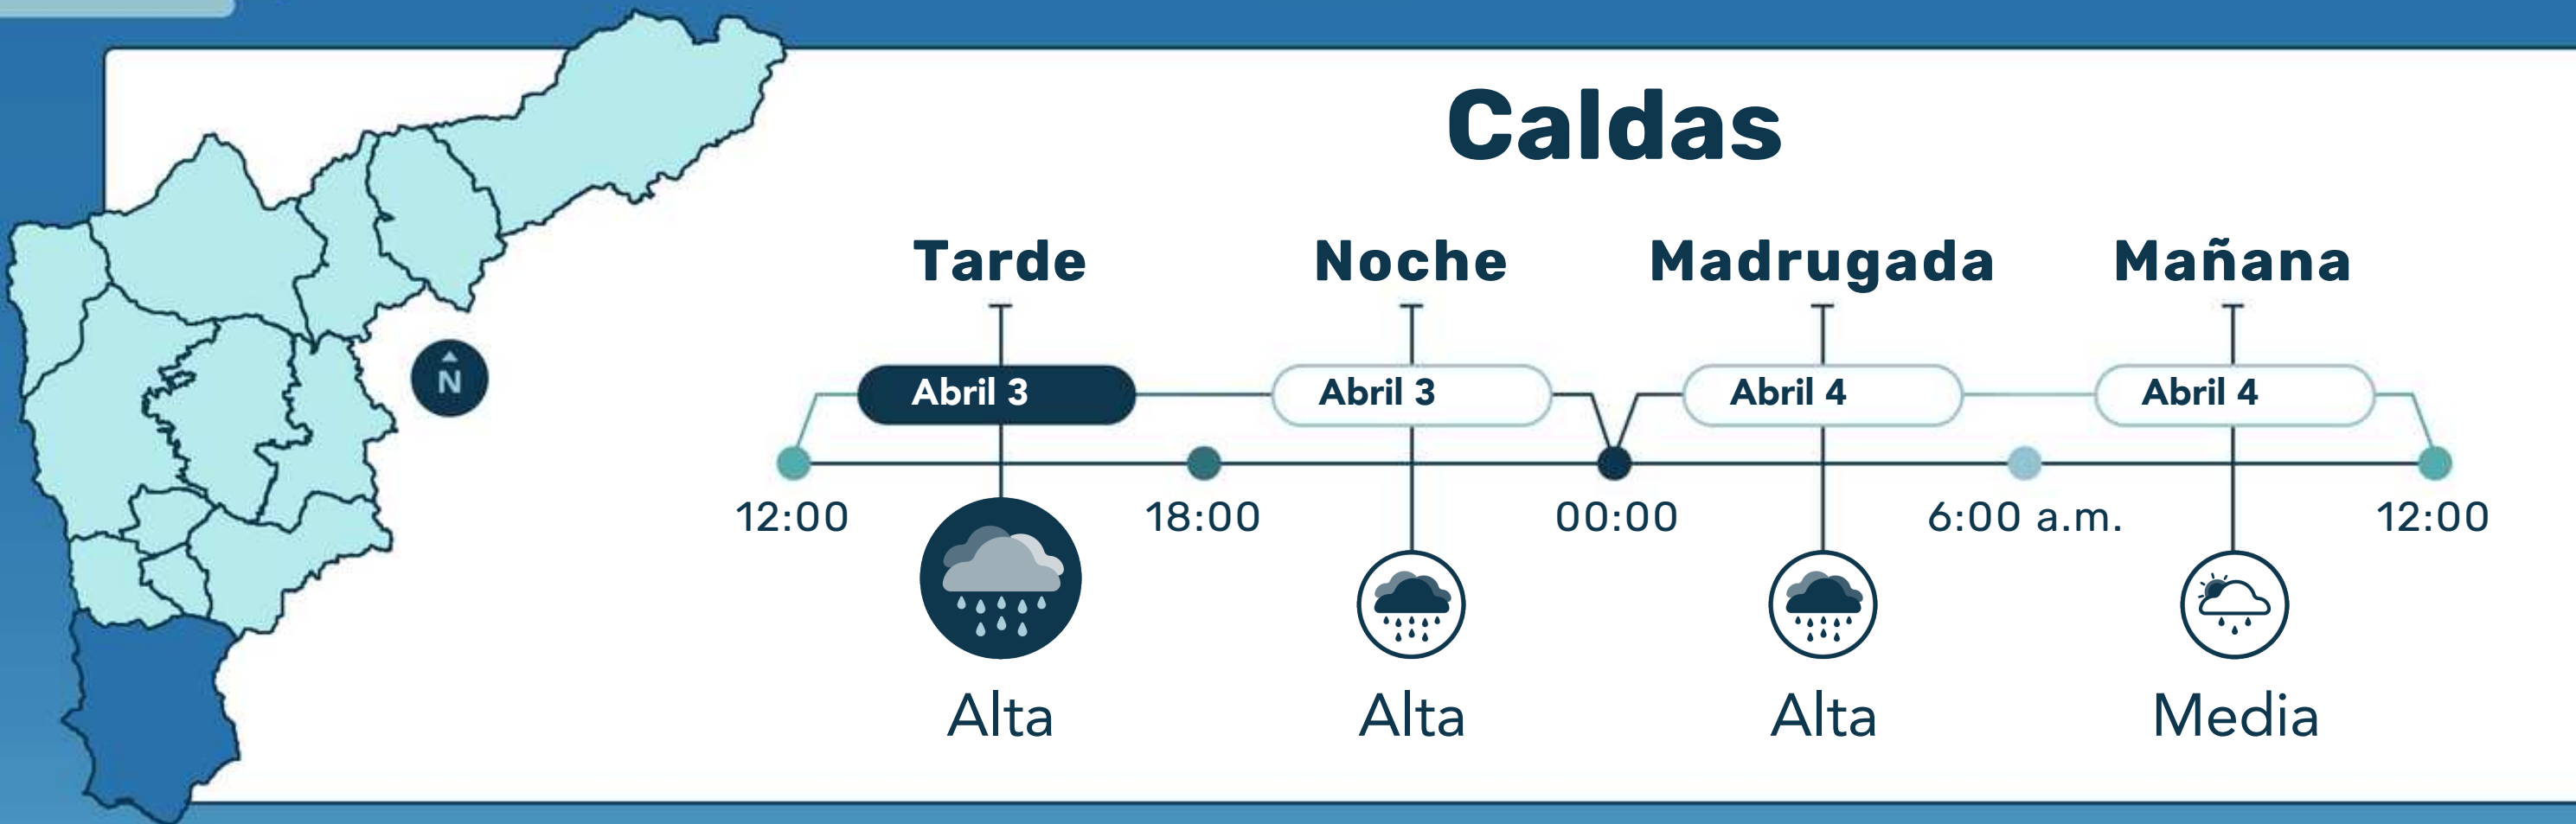 Caldas
Tarde Noche Madrugada Mañana
Abril 3 Abril 3 Abril 4 Abril 4
N
12:00 18:00 00:00 6:00 a.m. 12:00
Alta Alta Alta Media